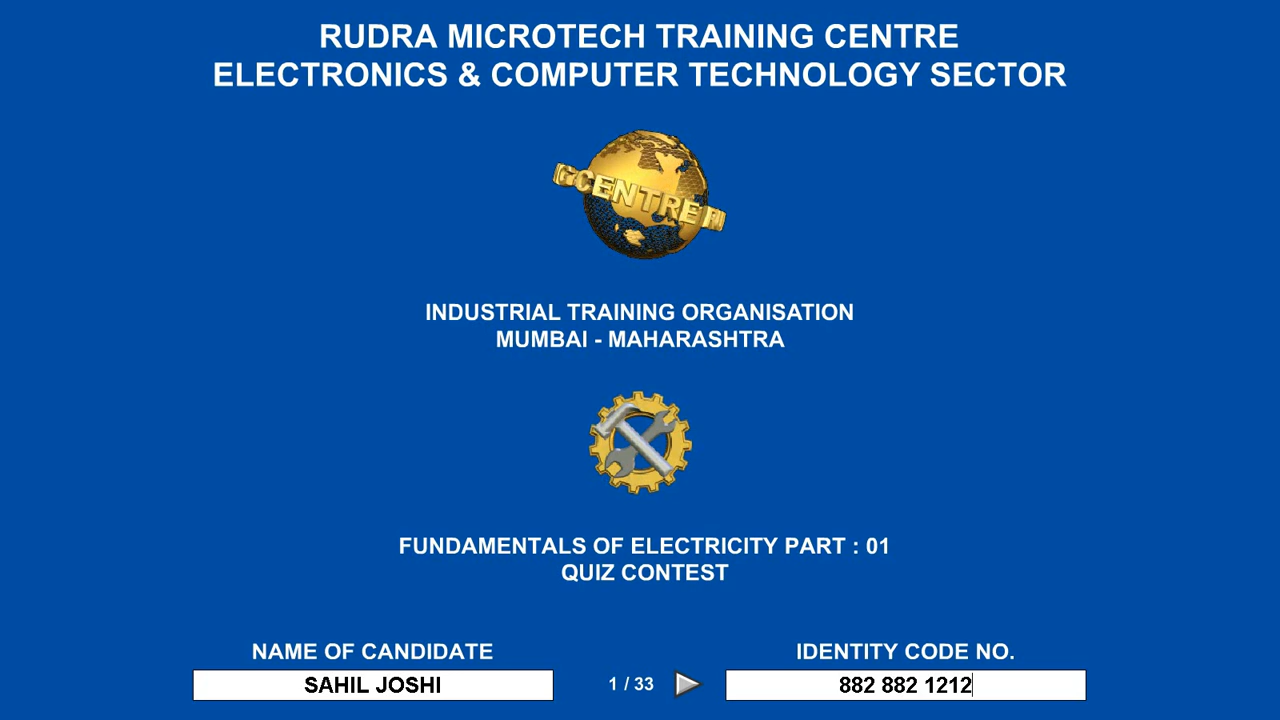 RUDRA MICROTECH TRAINING CENTRE
ELECTRONICS & COMPUTER TECHNOLOGY SECTOR
CENTRE
INDUSTRIAL TRAINING ORGANISATION
MUMBAI - MAHARASHTRA
FUNDAMENTALS OF ELECTRICITY PART : 01
QUIZ CONTEST
NAME OF CANDIDATE
IDENTITY CODE NO.
SAHIL JOSHI
1 / 33
882 882 1212